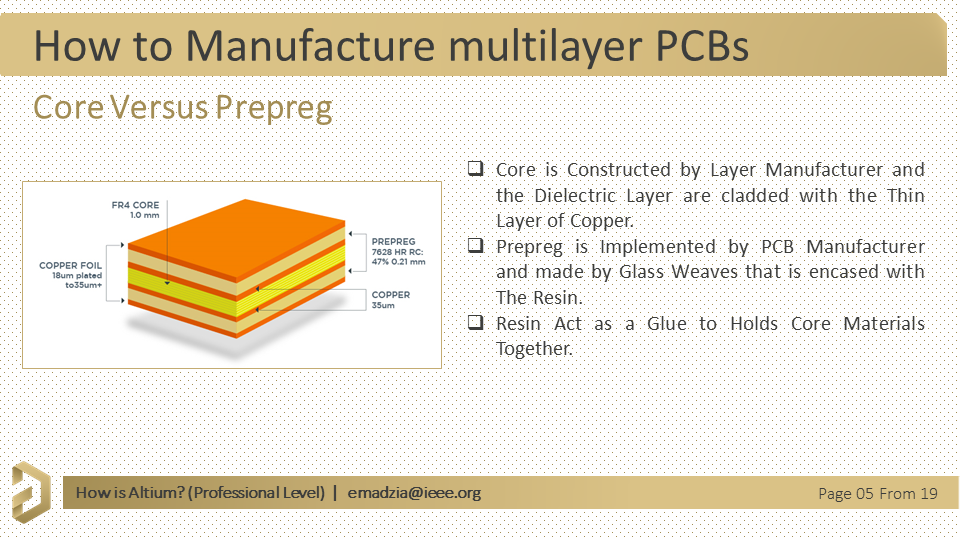 How to Manufacture multilayer PCBs
Core Versus Prepreg
❑ Core is Constructed by Layer Manufacturer and
the Dielectric Layer are cladded with the Thin
Layer of Copper.
❑ Prepreg is Implemented by PCB Manufacturer
and made by Glass Weaves that is encased with
The Resin.
❑ Resin Act as a Glue to Holds Core Materials
Together.
FR4 CORE
1.0 mm
COPPER FOIL
18um plated
to35um+
PREPREG
7628 HR RC:
47% 0.21 mm
COPPER
35um
How is Altium? (Professional Level) | emadzia@ieee.org
Page 05 From 19